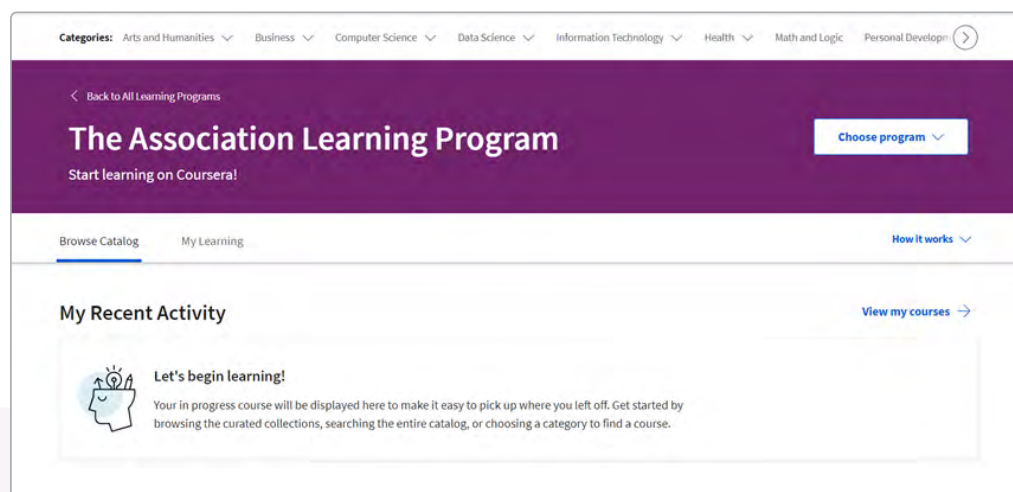 Categories: Arts and Humanities Business Computer Science Data Science Information Technology Health Math and Logic Personal Developm
Back to All Learning Programs
The Association Learning Program
Choose program
Start learning on Coursera!
Browse Catalog My Learning How it works
My Recent Activity View my courses
Let's begin learning!
Your in progress course will be displayed here to make it easy to pick up where you left off. Get started by
browsing the curated collections, searching the entire catalog, or choosing a category to find a course.